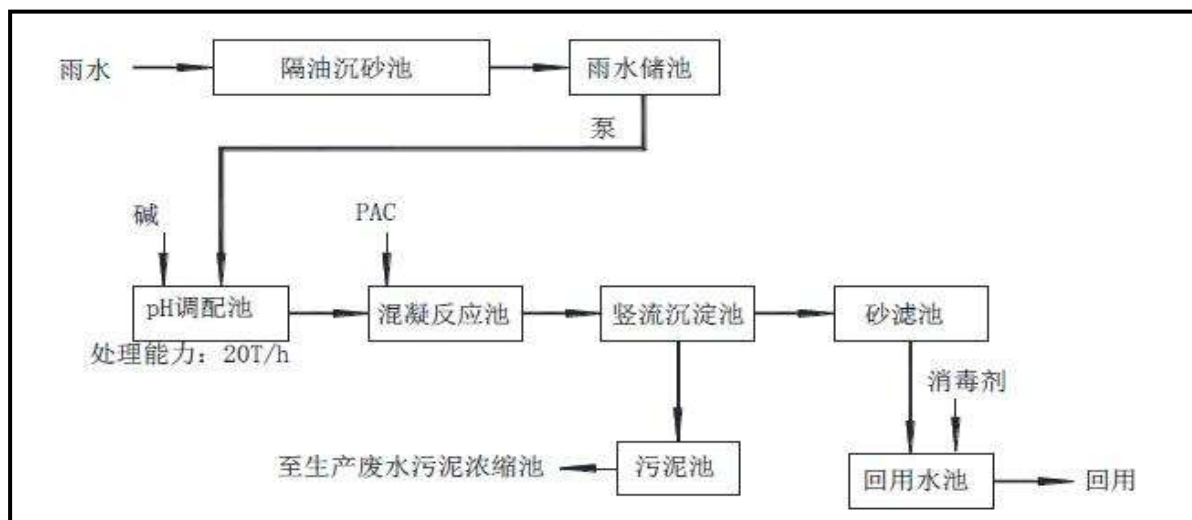 雨水
隔油沉砂池
雨水储池
泵
碱
PAC
pH调配池
混凝反应池
竖流沉淀池
砂滤池
处理能力：20T/h
消毒剂
至生产废水污泥浓缩池
污泥池
回用水池
回用